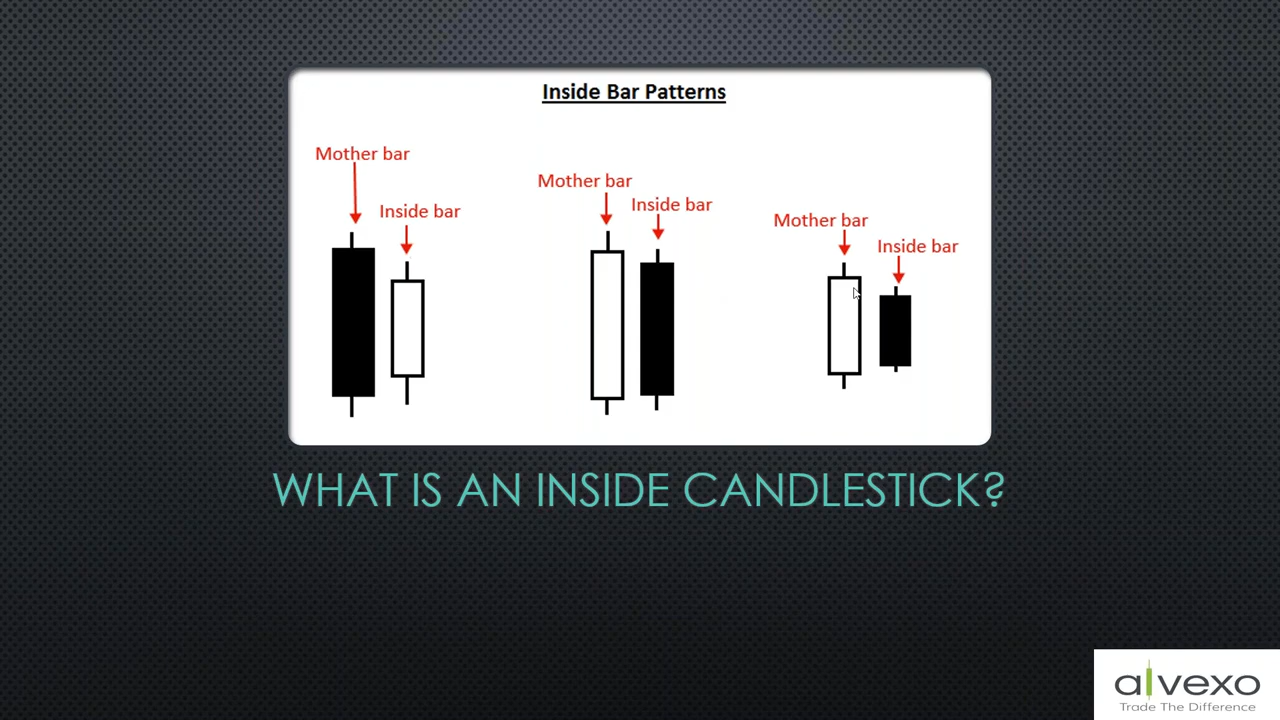 Inside Bar Patterns
Mother bar
Inside bar
Mother bar
Inside bar
Mother bar
Inside bar
WHAT IS AN INSIDE CANDLESTICK?
alvexo
Trade The Difference